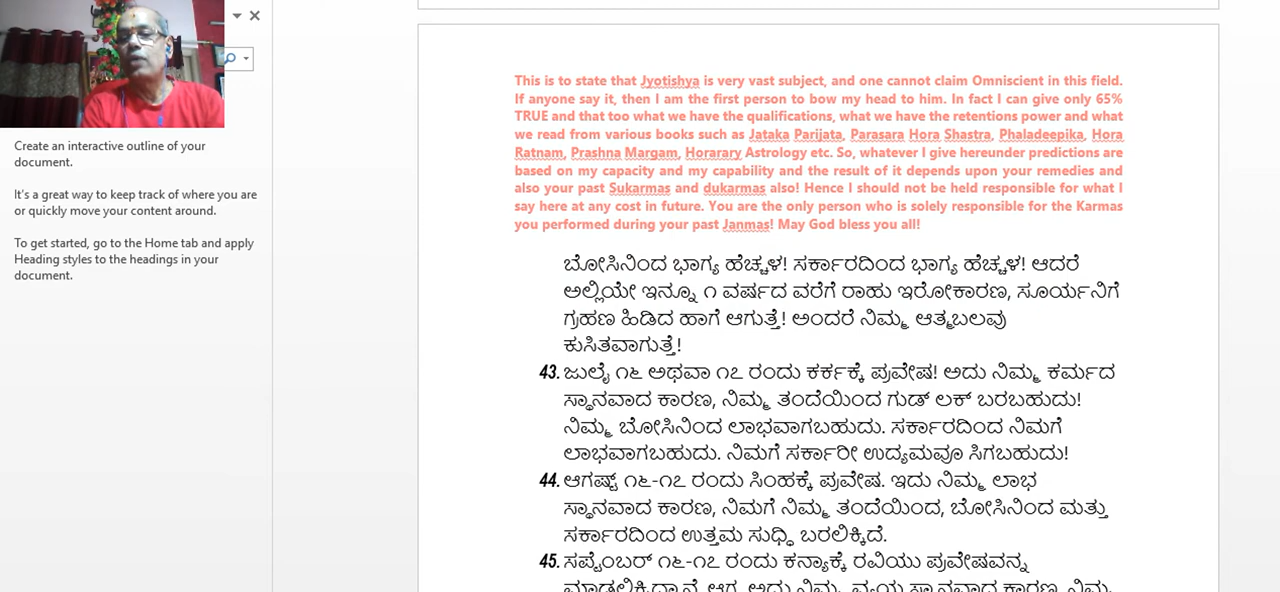 Create an interactive outline of your
document.
It's a great way to keep track of where you are
or quickly move your content around.
To get started, go to the Home tab and apply
Heading styles to the headings in your
document.
This is to state that Jyotishya is very vast subject, and one cannot claim Omniscient in this field.
If anyone say it, then I am the first person to bow my head to him. In fact I can give only 65%
TRUE and that too what we have the qualifications, what we have the retentions power and what
we read from various books such as Jataka Parijata, Parasara Hora Shastra, Phaladeepika, Hora
Ratnam, Prashna Margam, Horarary Astrology etc. So, whatever I give hereunder predictions are
based on my capacity and my capability and the result of it depends upon your remedies and
also your past Sukarmas and dukarmas also! Hence I should not be held responsible for what I
say here at any cost in future. You are the only person who is solely responsible for the Karmas
you performed during your past Janmas! May God bless you all!
ಬೋಸಿನಿಂದ ಭಾಗ್ಯ ಹೆಚ್ಚಳ! ಸರ್ಕಾರದಿಂದ ಭಾಗ್ಯ ಹೆಚ್ಚಳ! ಆದರೆ
ಅಲ್ಲಿಯೇ ಇನ್ನೂ ೧ ವರ್ಷದ ವರೆಗೆ ರಾಹು ಇರೋಕಾರಣ, ಸೂರ್ಯನಿಗೆ
ಗ್ರಹಣ ಹಿಡಿದ ಹಾಗೆ ಆಗುತ್ತೆ! ಅಂದರೆ ನಿಮ್ಮ ಆತ್ಮಬಲವು
ಕುಸಿತವಾಗುತ್ತೆ!
43. ಜುಲೈ ೧೬ ಅಥವಾ ೧೭ ರಂದು ಕರ್ಕಕ್ಕೆ ಪ್ರವೇಷ! ಅದು ನಿಮ್ಮ ಕರ್ಮದ
ಸ್ಥಾನವಾದ ಕಾರಣ, ನಿಮ್ಮ ತಂದೆಯಿಂದ ಗುಡ್ ಲಕ್ ಬರಬಹುದು!
ನಿಮ್ಮ ಬೋಸಿನಿಂದ ಲಾಭವಾಗಬಹುದು. ಸರ್ಕಾರದಿಂದ ನಿಮಗೆ
ಲಾಭವಾಗಬಹುದು. ನಿಮಗೆ ಸರ್ಕಾರೀ ಉದ್ಯಮವೂ ಸಿಗಬಹುದು!
44. ಆಗಷ್ಟ್ ೧೬-೧೭ ರಂದು ಸಿಂಹಕ್ಕೆ ಪ್ರವೇಷ. ಇದು ನಿಮ್ಮ ಲಾಭ
ಸ್ಥಾನವಾದ ಕಾರಣ, ನಿಮಗೆ ನಿಮ್ಮ ತಂದೆಯಿಂದ, ಬೋಸಿನಿಂದ ಮತ್ತು
ಸರ್ಕಾರದಿಂದ ಉತ್ತಮ ಸುಧ್ಧಿ ಬರಲಿಕ್ಕಿದೆ.
45. ಸಪ್ಟೆಂಬರ್ ೧೬-೧೭ ರಂದು ಕನ್ಯಾಕ್ಕೆ ರವಿಯು ಪ್ರವೇಷವನ್ನ
ಮಾಡಲಿಕ್ಕಿದ್ದಾನೆ. ಆಗ, ಅದು ನಿಮ್ಮ ವ್ಯಯ ಸ್ಥಾನವಾದ ಕಾರಣ, ನಿಮ್ಮ